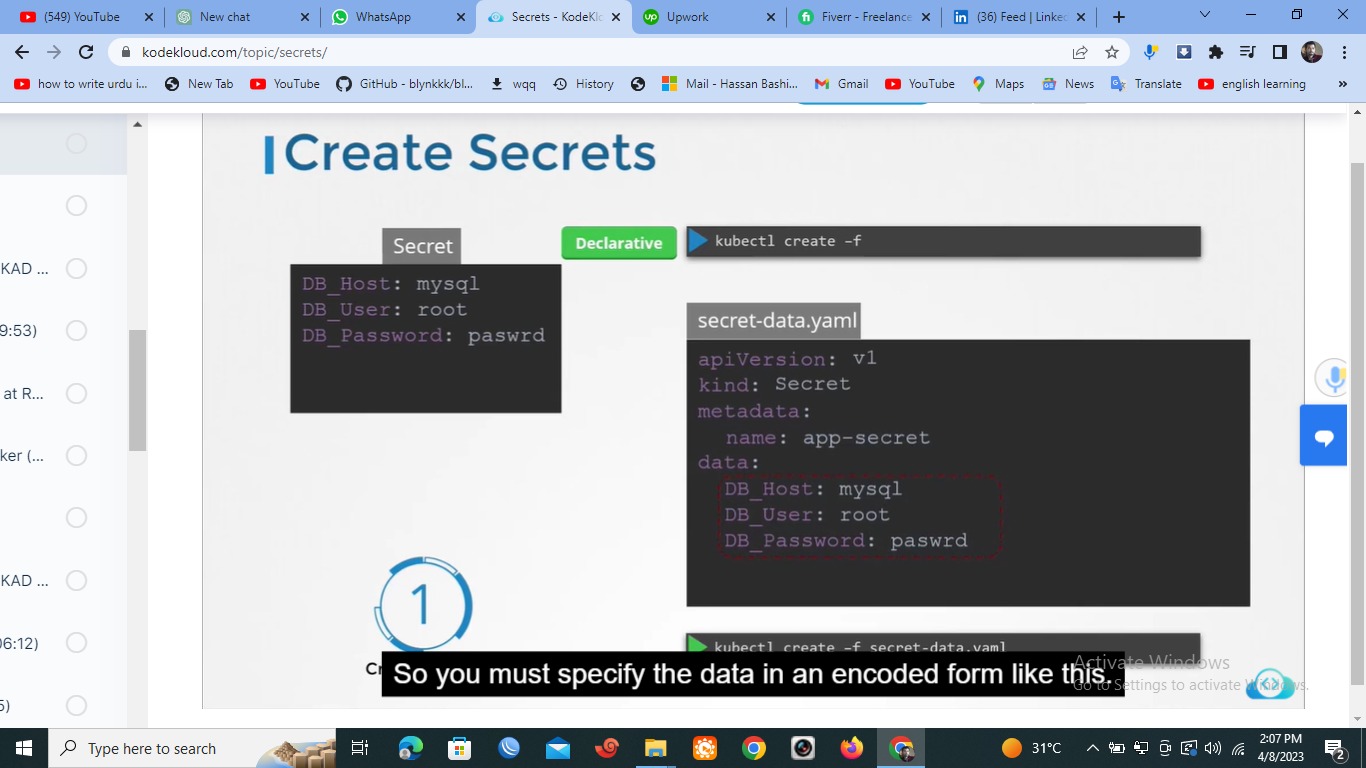 (549) YouTube
New chat
WhatsApp
Secrets - KodeKlo
Upwork
Fiverr - Freelance
(36) Feed | Linked
kodekloud.com/topic/secrets/
how to write urdu i...
New Tab
YouTube
GitHub - blynkkk/bl...
wqq
History
Mail - Hassan Bashi...
Gmail
YouTube
Maps
News
Translate
english learning
»
Create Secrets
Secret
Declarative
kubectl create –f
DB_Host: mysql
DB_User: root
DB_Password: paswrd
secret-data.yaml
apiVersion: v1
kind: Secret
metadata:
name: app-secret
data:
DB_Host: mysql
DB_User: root
DB_Password: paswrd
KAD ...
9:53)
at R...
ker (...
KAD ...
06:12)
5)
1
kubectl create –f secret-data.yaml
So you must specify the data in an encoded form like this.
Activate Windows
Go to Settings to activate Windows.
Type here to search
31°C
2:07 PM
4/8/2023
2